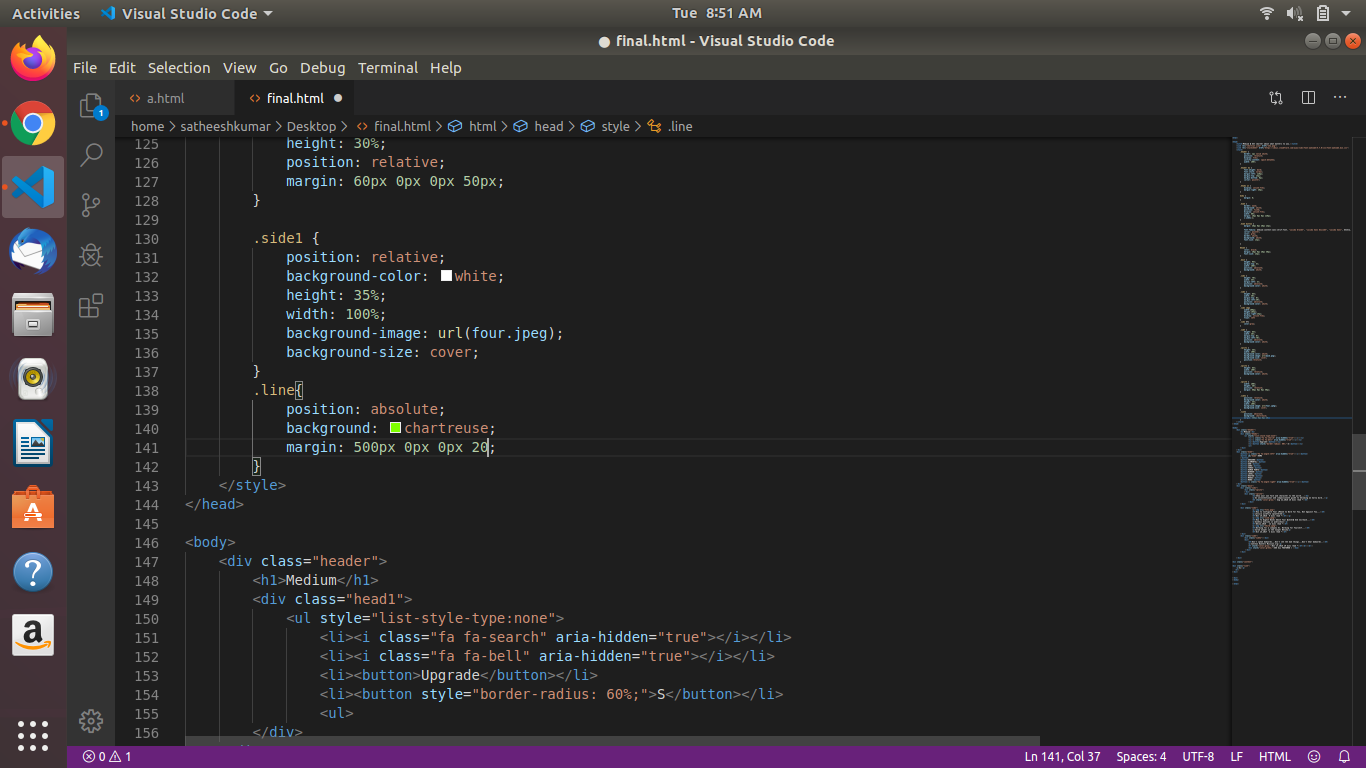 Activities Visual Studio Code Tue 8:51 AM
● final.html - Visual Studio Code
File Edit Selection View Go Debug Terminal Help
1
<> a.html <> final.html ●
home > satheeshkumar > Desktop > <> final.html > html > head > style > .line
125 height: 30%;
126 position: relative;
127 margin: 60px 0px 0px 50px;
128 }
129
130 .side1 {
131 position: relative;
132 background-color: white;
133 height: 35%;
134 width: 100%;
135 background-image: url(four.jpeg);
136 background-size: cover;
137 }
138 .line{
139 position: absolute;
140 background: chartreuse;
141 margin: 500px 0px 0px 20;
142 }
143 </style>
144 </head>
145
146 <body>
147 <div class="header">
148 <h1>Medium</h1>
149 <div class="head1">
150 <ul style="list-style-type:none">
151 <li><i class="fa fa-search" aria-hidden="true"></i></li>
152 <li><i class="fa fa-bell" aria-hidden="true"></i></li>
153 <li><button>Upgrade</button></li>
154 <li><button style="border-radius: 60%;">S</button></li>
155 <ul>
156 </div>
0 1 Ln 141, Col 37 Spaces: 4 UTF-8 LF HTML